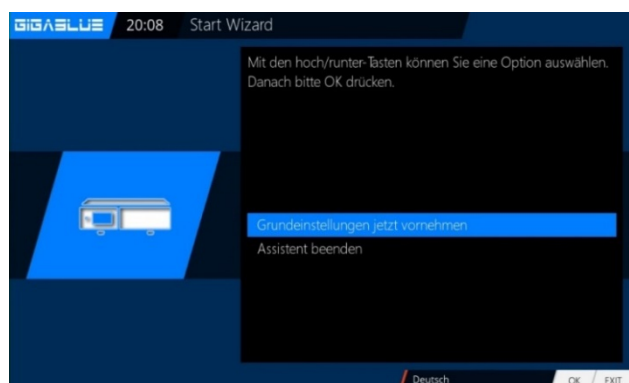 GIGABLUE 20:08 Start Wizard
Mit den hoch/runter-Tasten können Sie eine Option auswählen.
Danach bitte OK drücken.
Grundeinstellungen jetzt vornehmen
Assistent beenden
Deutsch OK EXIT